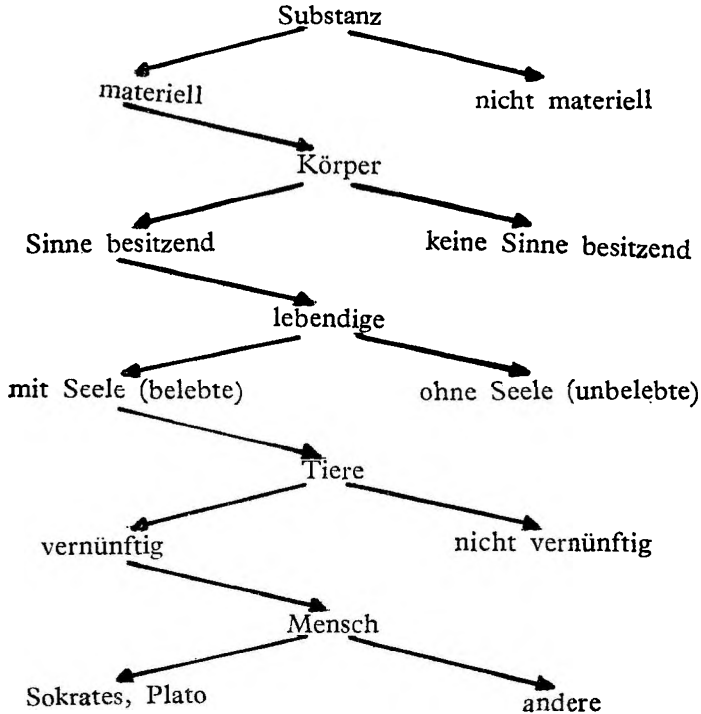 Substanz
materiell
nicht materiell
Körper
Sinne besitzend
keine Sinne besitzend
lebendige
mit Seele (belebte)
ohne Seele (unbelebte)
Tiere
vernünftig
nicht vernünftig
Mensch
Sokrates, Plato
andere